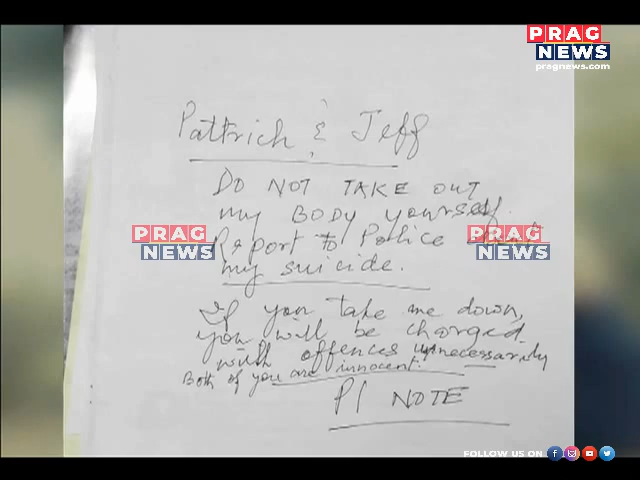 PRAG
NEWS
pragnews.com
Pattrich & Jeff
DO NOT TAKE OUT
my BODY yourself.
Report to Police about
my suicide.
PRAG
NEWS
PRAG
NEWS
If you take me down,
you will be charged
with offences unnecessarily
Both of you are innocent.
Pl NOTE
FOLLOW US ON